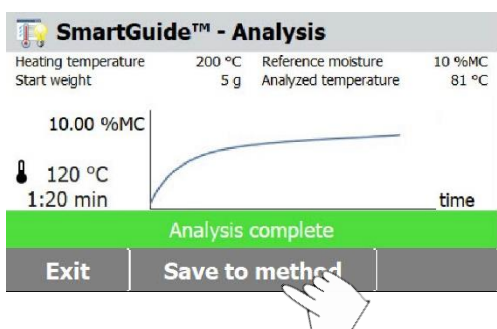 SmartGuide™ - Analysis
Heating temperature 200 °C Reference moisture 10 %MC
Start weight 5 g Analyzed temperature 81 °C
10.00 %MC
120 °C
1:20 min
time
Analysis complete
Exit Save to method